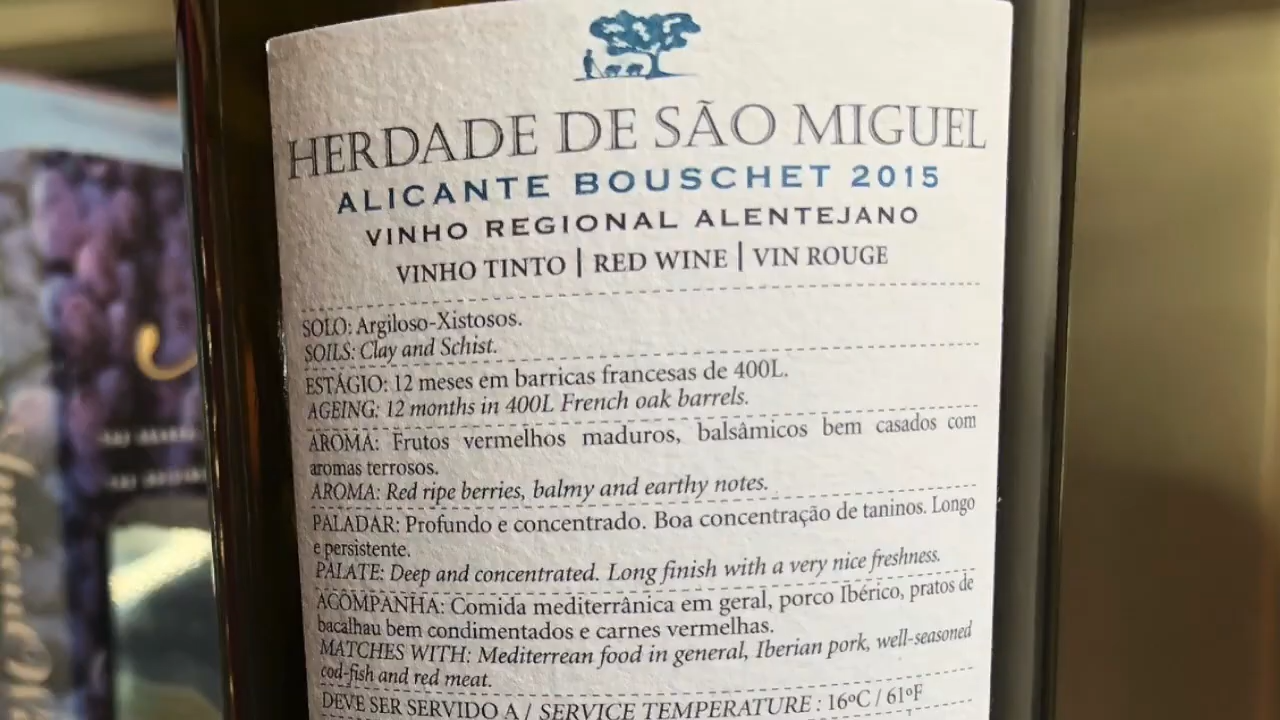 HERDADE DE SÃO MIGUEL
ALICANTE BOUSCHET 2015
VINHO REGIONAL ALENTEJANO
VINHO TINTO | RED WINE | VIN ROUGE
SOLO: Argiloso-Xistosos.
SOILS: Clay and Schist.
ESTÁGIO: 12 meses em barricas francesas de 400L.
AGEING: 12 months in 400L French oak barrels.
AROMA: Frutos vermelhos maduros, balsâmicos bem casados com
aromas terrosos.
AROMA: Red ripe berries, balmy and earthy notes.
PALADAR: Profundo e concentrado. Boa concentração de taninos. Longo
e persistente.
PALATE: Deep and concentrated. Long finish with a very nice freshness.
ACOMPANHA: Comida mediterrânica em geral, porco Ibérico, pratos de
bacalhau bem condimentados e carnes vermelhas.
MATCHES WITH: Mediterrean food in general, Iberian pork, well-seasoned
cod-fish and red meat.
DEVE SER SERVIDO A / SERVICE TEMPERATURE : 16ºC / 61ºF